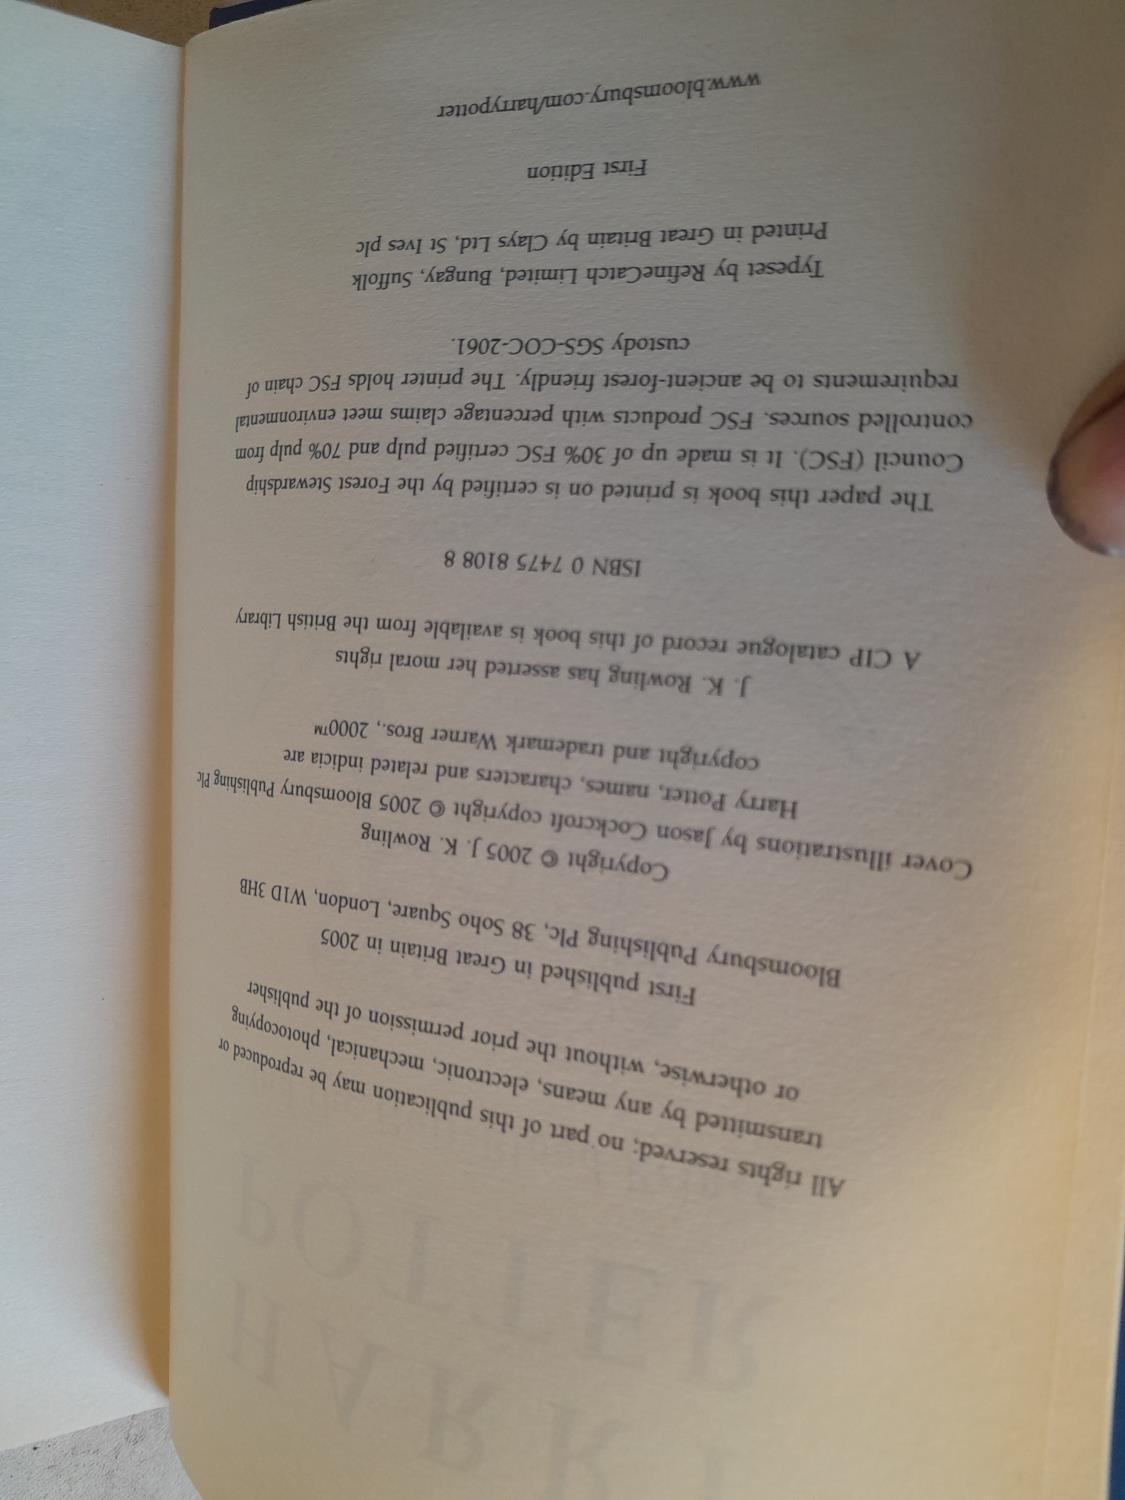 All rights reserved; no part of this publication may be reproduced or
transmitted by any means, electronic, mechanical, photocopying
or otherwise, without the prior permission of the publisher
First published in Great Britain in 2005
Bloomsbury Publishing Plc, 38 Soho Square, London, W1D 3HB
Copyright © 2005 J. K. Rowling
Cover illustrations by Jason Cockcroft copyright © 2005 Bloomsbury Publishing Plc
Harry Potter, names, characters and related indicia are
copyright and trademark Warner Bros., 2000™
J. K. Rowling has asserted her moral rights
A CIP catalogue record of this book is available from the British Library
ISBN 0 7475 8108 8
The paper this book is printed on is certified by the Forest Stewardship
Council (FSC). It is made up of 30% FSC certified pulp and 70% pulp from
controlled sources. FSC products with percentage claims meet environmental
requirements to be ancient-forest friendly. The printer holds FSC chain of
custody SGS-COC-2061.
Typeset by RefineCatch Limited, Bungay, Suffolk
Printed in Great Britain by Clays Ltd, St Ives plc
First Edition
www.bloomsbury.com/harrypotter